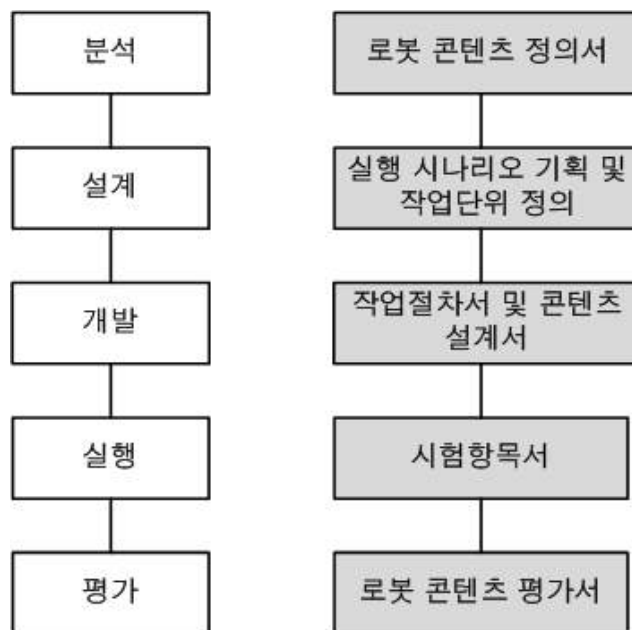 분석
로봇 콘텐츠 정의서
설계
실행 시나리오 기획 및
작업단위 정의
개발
작업절차서 및 콘텐츠
설계서
실행
시험항목서
평가
로봇 콘텐츠 평가서